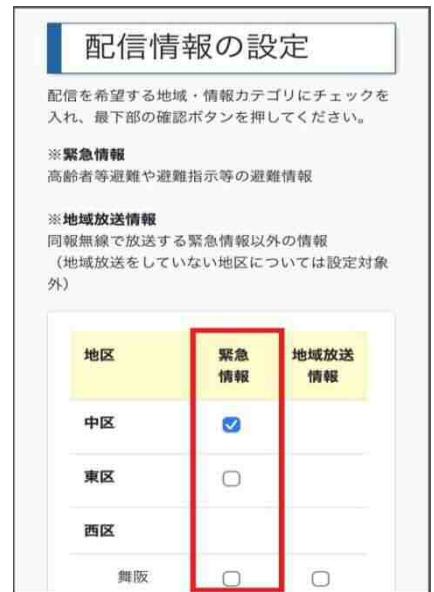 配信情報の設定
配信を希望する地域・情報カテゴリにチェックを
入れ、最下部の確認ボタンを押してください。
※緊急情報
高齢者等避難や避難指示等の避難情報
※地域放送情報
同報無線で放送する緊急情報以外の情報
（地域放送をしていない地区については設定対象
外）
地区 緊急 地域放送
情報 情報
中区
東区
西区
舞阪